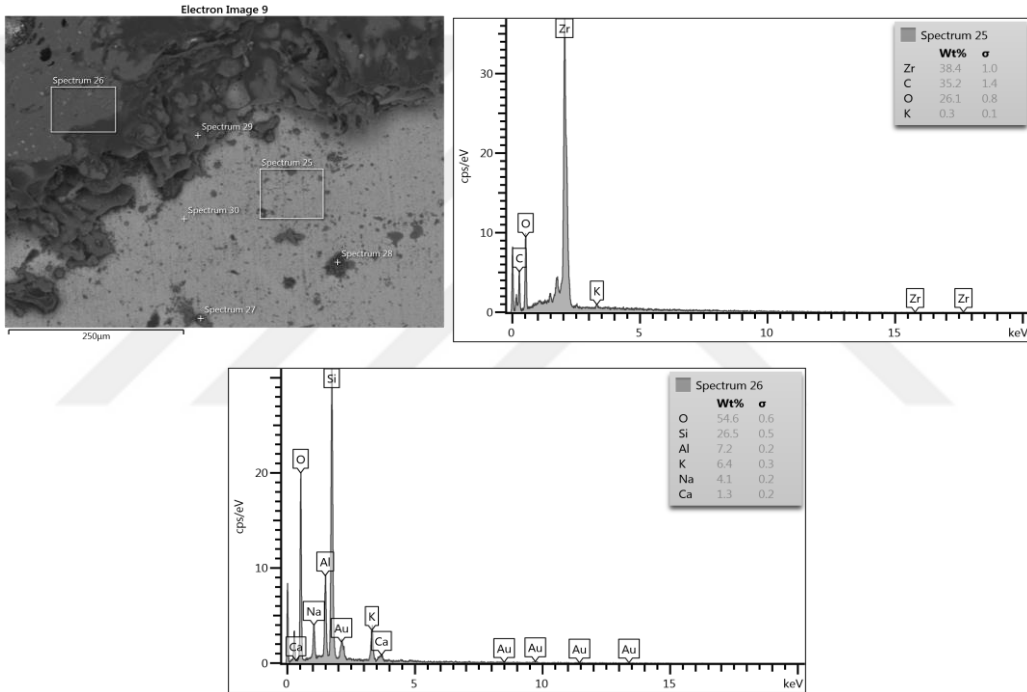 Electron Image 9
Spectrum 26
Spectrum 29
Spectrum 25
Spectrum 30
Spectrum 28
Spectrum 27
250µm
cps/eV
30
20
10
0
Zr
O
C
K
Zr
Zr
0
5
10
15
keV
Spectrum 25
Wt% σ
Zr 38.4 1.0
C 35.2 1.4
O 26.1 0.8
K 0.3 0.1
cps/eV
20
10
0
Si
O
Al
Na
Au
K
Ca
Ca
Au
Au
Au
Au
0
5
10
15
keV
Spectrum 26
Wt% σ
O 54.6 0.6
Si 26.5 0.5
Al 7.2 0.2
K 6.4 0.3
Na 4.1 0.2
Ca 1.3 0.2